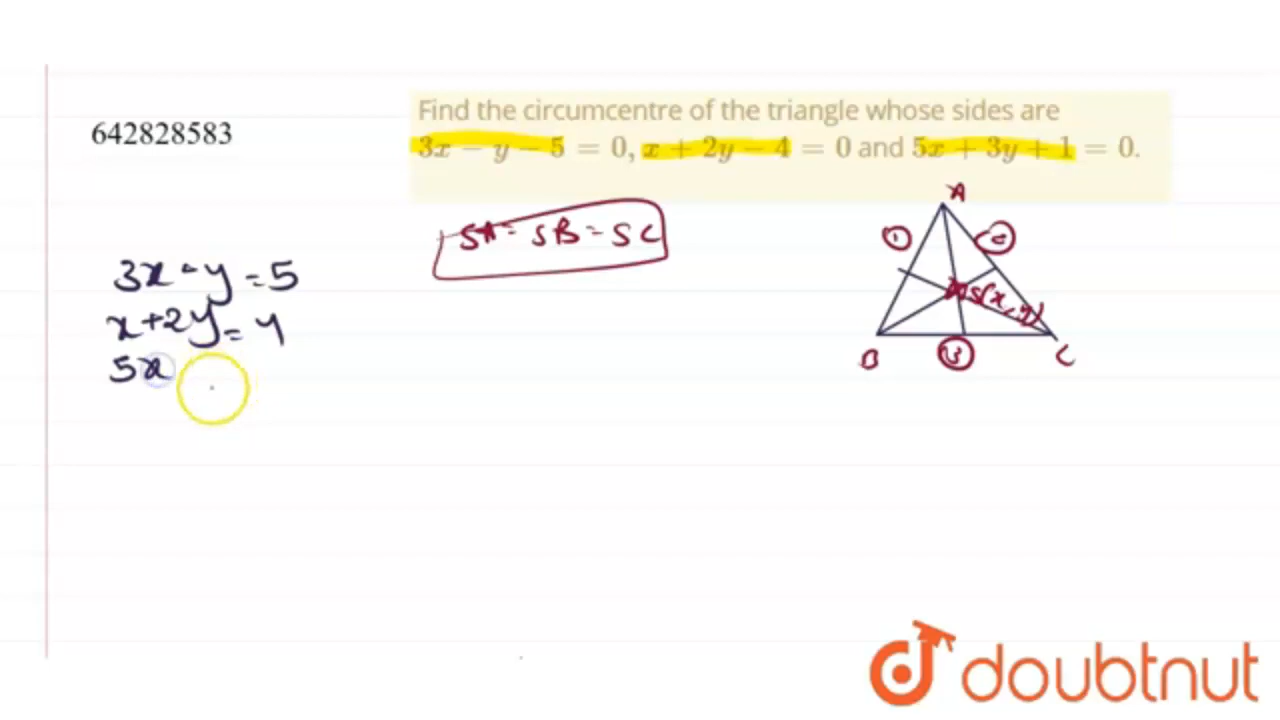 642828583
Find the circumcentre of the triangle whose sides are
3x − y − 5 = 0, x + 2y − 4 = 0 and 5x + 3y + 1 = 0.
SA = SB = SC
3x - y = 5
x + 2y = 4
5x
A
① ②
S(x, y)
B ③ C
doubtnut